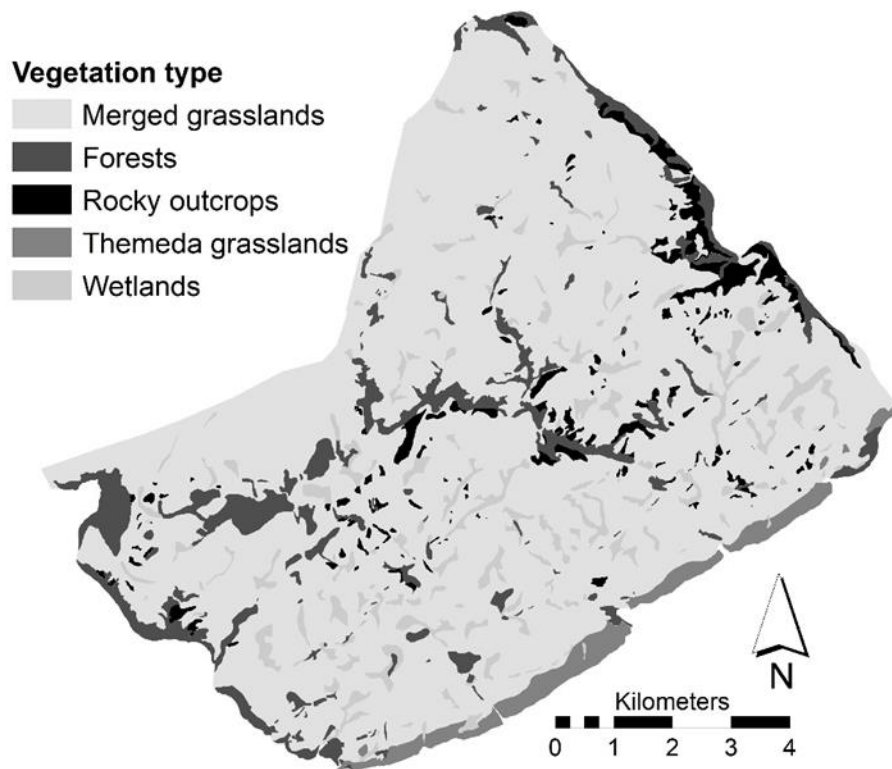 Vegetation type
Merged grasslands
Forests
Rocky outcrops
Themeda grasslands
Wetlands
N
Kilometers
0 1 2 3 4